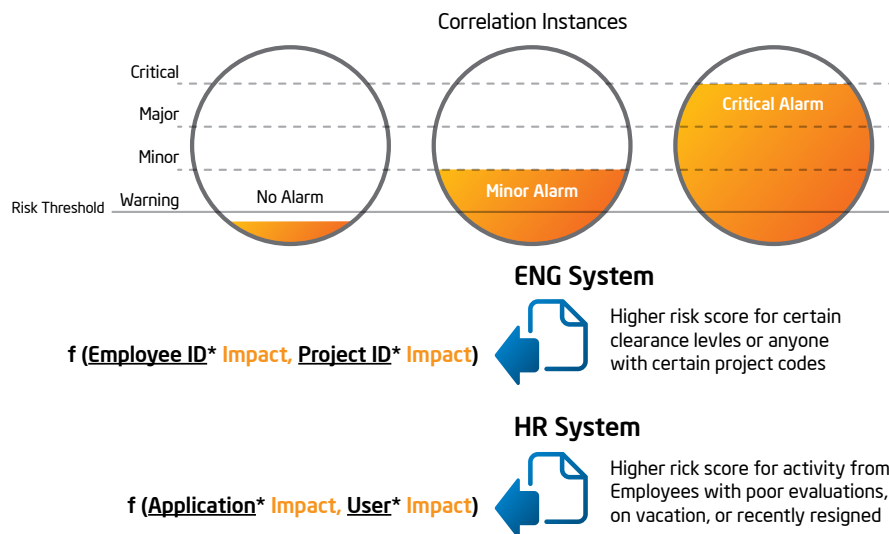 Correlation Instances
Critical
Critical Alarm
Major
Minor
No Alarm
Minor Alarm
Warning
Risk Threshold
ENG System
Higher risk score for certain
clearance levles or anyone
with certain project codes
f (Employee ID* Impact, Project ID* Impact)
HR System
Higher rick score for activity from
Employees with poor evaluations,
on vacation, or recently resigned
f (Application* Impact, User* Impact)